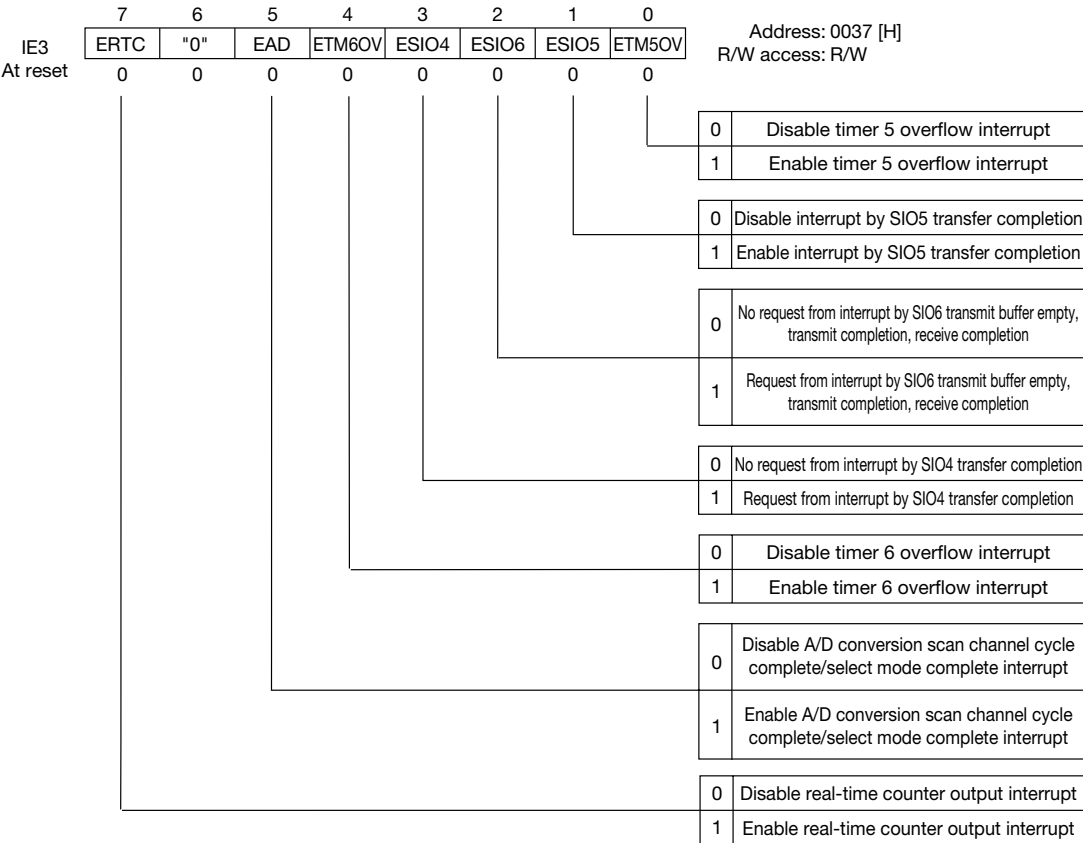 7 6 5 4 3 2 1 0
Address: 0037 [H]
IE3 ERTC "0" EAD ETM6OV ESIO4 ESIO6 ESIO5 ETM5OV
R/W access: R/W
At reset 0 0 0 0 0 0 0 0
0 Disable timer 5 overflow interrupt
1 Enable timer 5 overflow interrupt
0 Disable interrupt by SIO5 transfer completion
1 Enable interrupt by SIO5 transfer completion
0 No request from interrupt by SIO6 transmit buffer empty,
transmit completion, receive completion
1 Request from interrupt by SIO6 transmit buffer empty,
transmit completion, receive completion
0 No request from interrupt by SIO4 transfer completion
1 Request from interrupt by SIO4 transfer completion
0 Disable timer 6 overflow interrupt
1 Enable timer 6 overflow interrupt
0 Disable A/D conversion scan channel cycle
complete/select mode complete interrupt
1 Enable A/D conversion scan channel cycle
complete/select mode complete interrupt
0 Disable real-time counter output interrupt
1 Enable real-time counter output interrupt